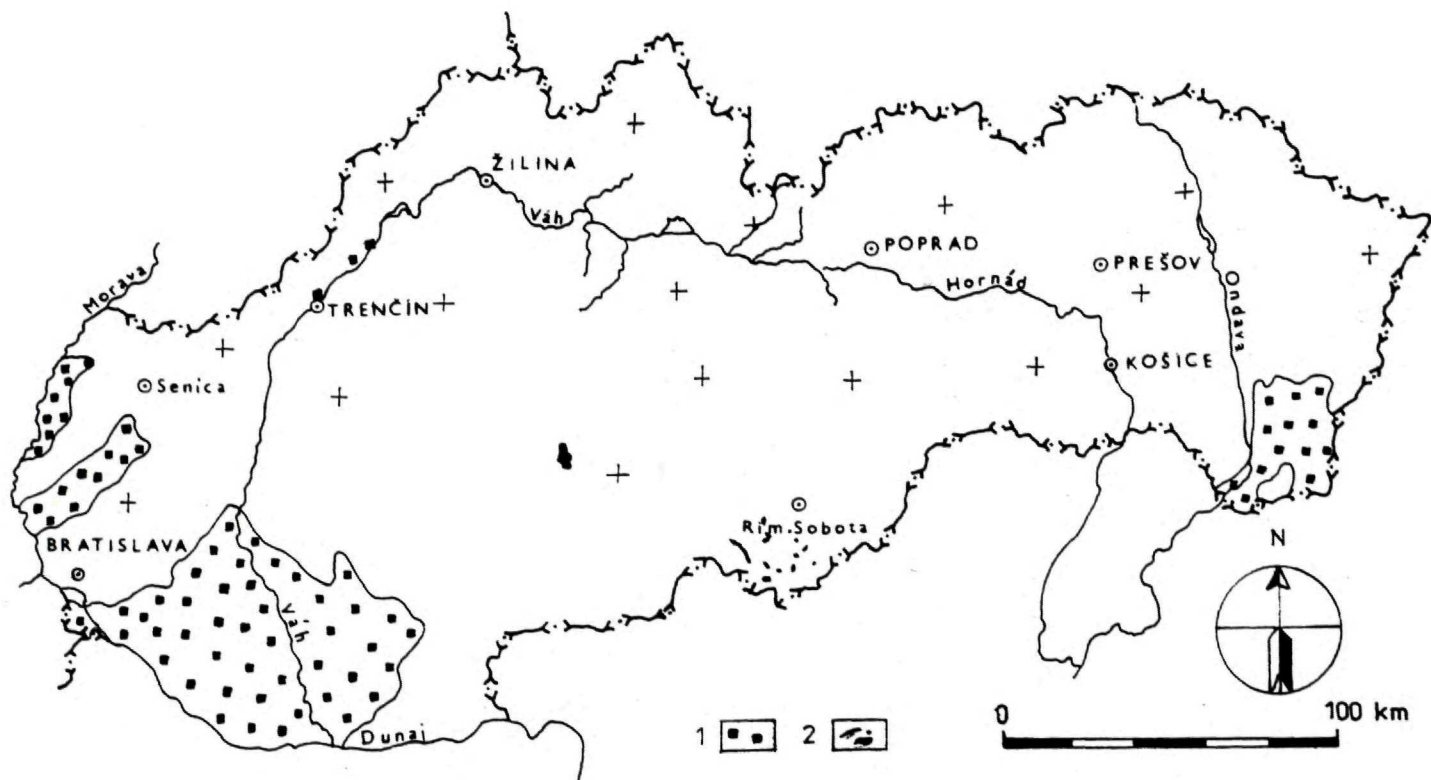 ŽILINA
Váh
POPRAD
PREŠOV
Hornád
Morava
TRENČÍN
Ondava
KOŠICE
Senica
Rim. Sobota
BRATISLAVA
N
Váh
Dunaj
1
2
0
100 km